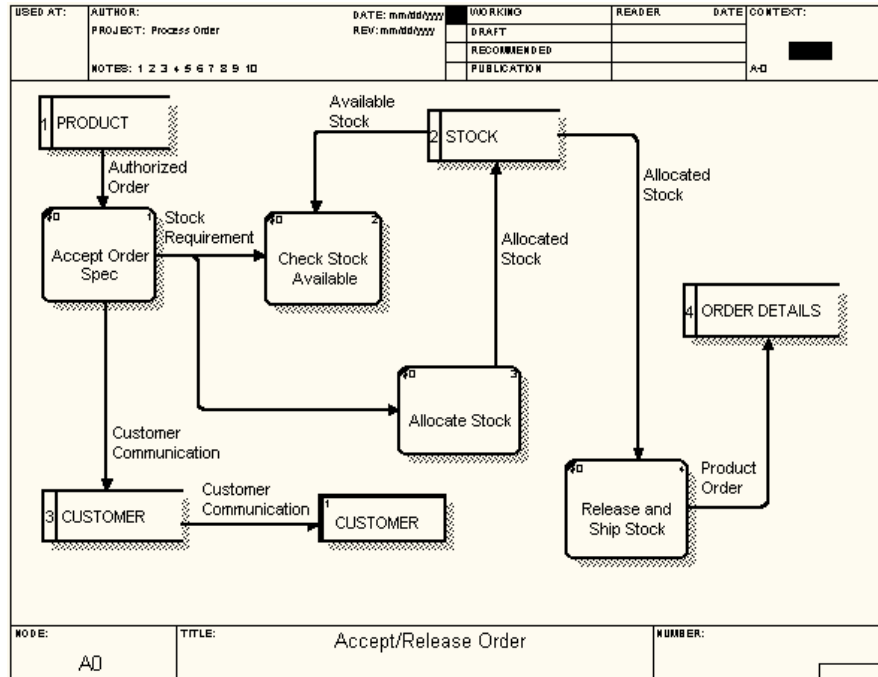 USED AT:
AUTHOR:
DATE: mm/dd/yyyy
WORKING
READER
DATE
CONTEXT:
PROJECT: Process Order
REV: mm/dd/yyyy
DRAFT
RECOMMENDED
NOTES: 1 2 3 4 5 6 7 8 9 10
PUBLICATION
A-0
1 PRODUCT
Available
Stock
2 STOCK
Authorized
Order
Allocated
Stock
$0 1
Accept Order
Spec
Stock
Requirement
$0 2
Check Stock
Available
Allocated
Stock
4 ORDER DETAILS
$0 3
Allocate Stock
Customer
Communication
$0 4
Release and
Ship Stock
Product
Order
3 CUSTOMER
Customer
Communication
1
CUSTOMER
NODE:
A0
TITLE:
Accept/Release Order
NUMBER: